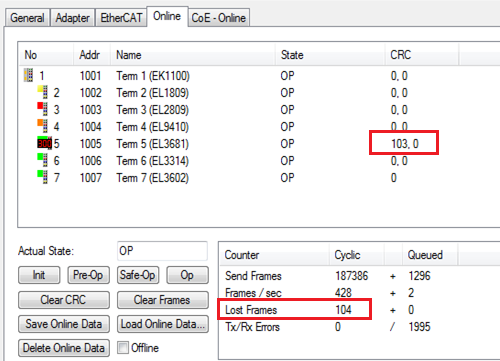 General Adapter EtherCAT Online CoE - Online
No Addr Name State CRC
1 1001 Term 1 (EK1100) OP 0, 0
2 1002 Term 2 (EL1809) OP 0, 0
3 1003 Term 3 (EL2809) OP 0, 0
4 1004 Term 4 (EL9410) OP 0, 0
5 1005 Term 5 (EL3681) OP 103, 0
6 1006 Term 6 (EL3314) OP 0, 0
7 1007 Term 7 (EL3602) OP 0
Actual State: OP
Counter Cyclic Queued
Init Pre-Op Safe-Op Op
Send Frames 187386 + 1296
Clear CRC Clear Frames
Frames / sec 428 + 2
Lost Frames 104 + 0
Save Online Data Load Online Data...
Tx/Rx Errors 0 / 1995
Delete Online Data Offline